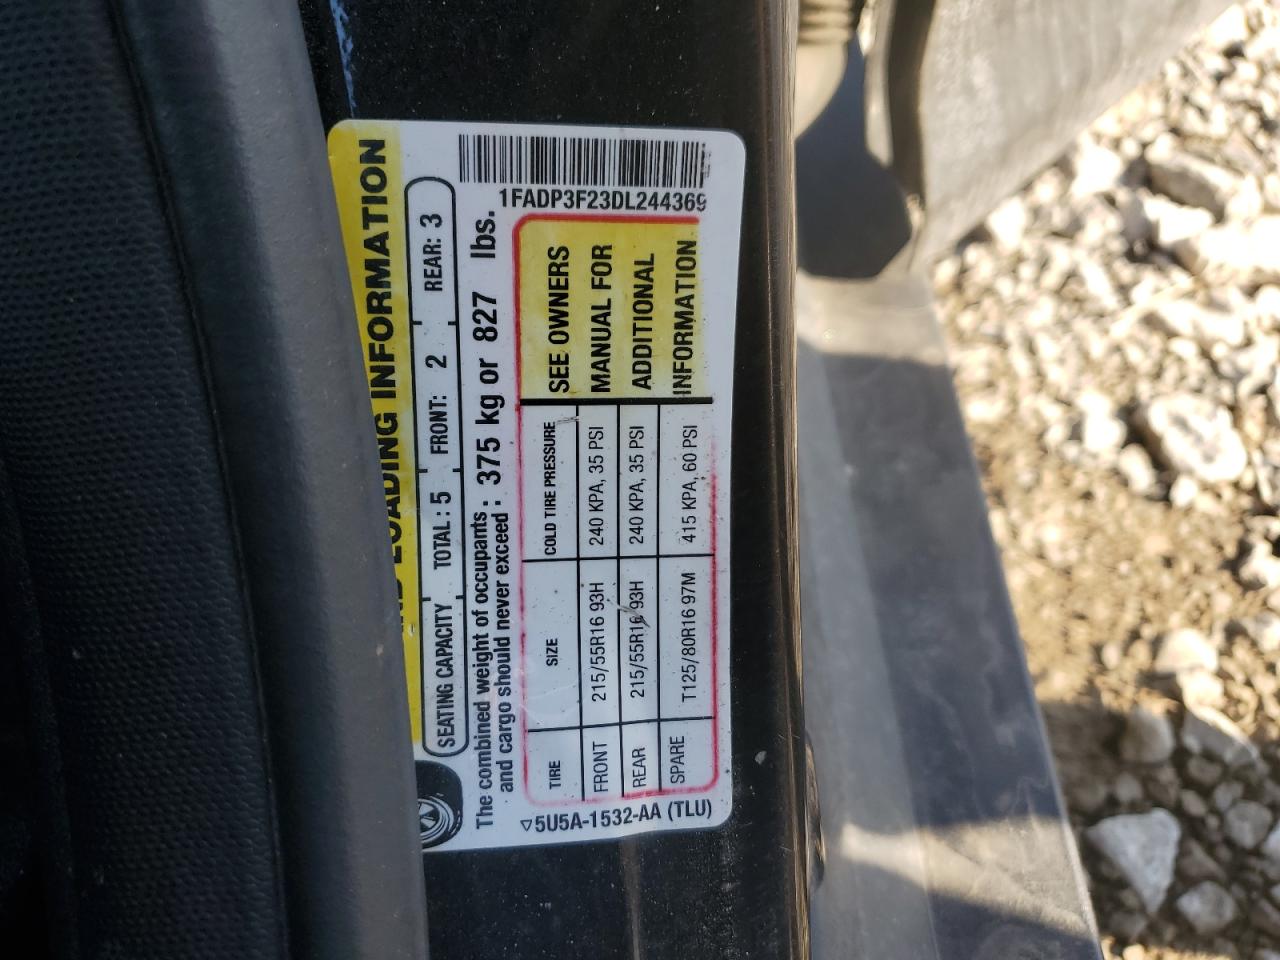 LOADING INFORMATION
SEATING CAPACITY TOTAL : 5 FRONT: 2 REAR: 3
The combined weight of occupants
and cargo should never exceed : 375 kg or 827 lbs.
TIRE SIZE COLD TIRE PRESSURE
FRONT 215/55R16 93H 240 KPA, 35 PSI
REAR 215/55R16 93H 240 KPA, 35 PSI
SPARE T125/80R16 97M 415 KPA, 60 PSI
SEE OWNERS
MANUAL FOR
ADDITIONAL
INFORMATION
5U5A-1532-AA (TLU)
1FADP3F23DL244369